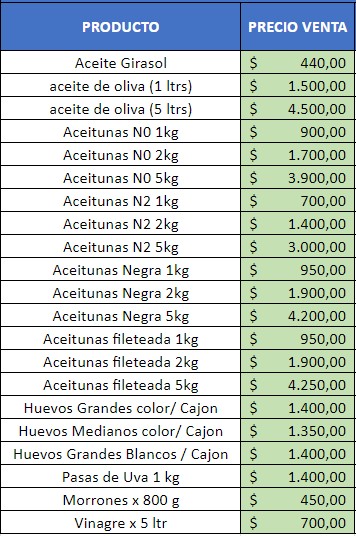 PRODUCTO PRECIO VENTA
Aceite Girasol $ 440,00
aceite de oliva (1 ltrs) $ 1.500,00
aceite de oliva (5 ltrs) $ 4.500,00
Aceitunas N0 1kg $ 900,00
Aceitunas N0 2kg $ 1.700,00
Aceitunas N0 5kg $ 3.900,00
Aceitunas N2 1kg $ 700,00
Aceitunas N2 2kg $ 1.400,00
Aceitunas N2 5kg $ 3.000,00
Aceitunas Negra 1kg $ 950,00
Aceitunas Negra 2kg $ 1.900,00
Aceitunas Negra 5kg $ 4.200,00
Aceitunas fileteada 1kg $ 950,00
Aceitunas fileteada 2kg $ 1.900,00
Aceitunas fileteada 5kg $ 4.250,00
Huevos Grandes color/ Cajon $ 1.400,00
Huevos Medianos color/ Cajon $ 1.350,00
Huevos Grandes Blancos / Cajon $ 1.400,00
Pasas de Uva 1 kg $ 1.400,00
Morrones x 800 g $ 450,00
Vinagre x 5 ltr $ 700,00